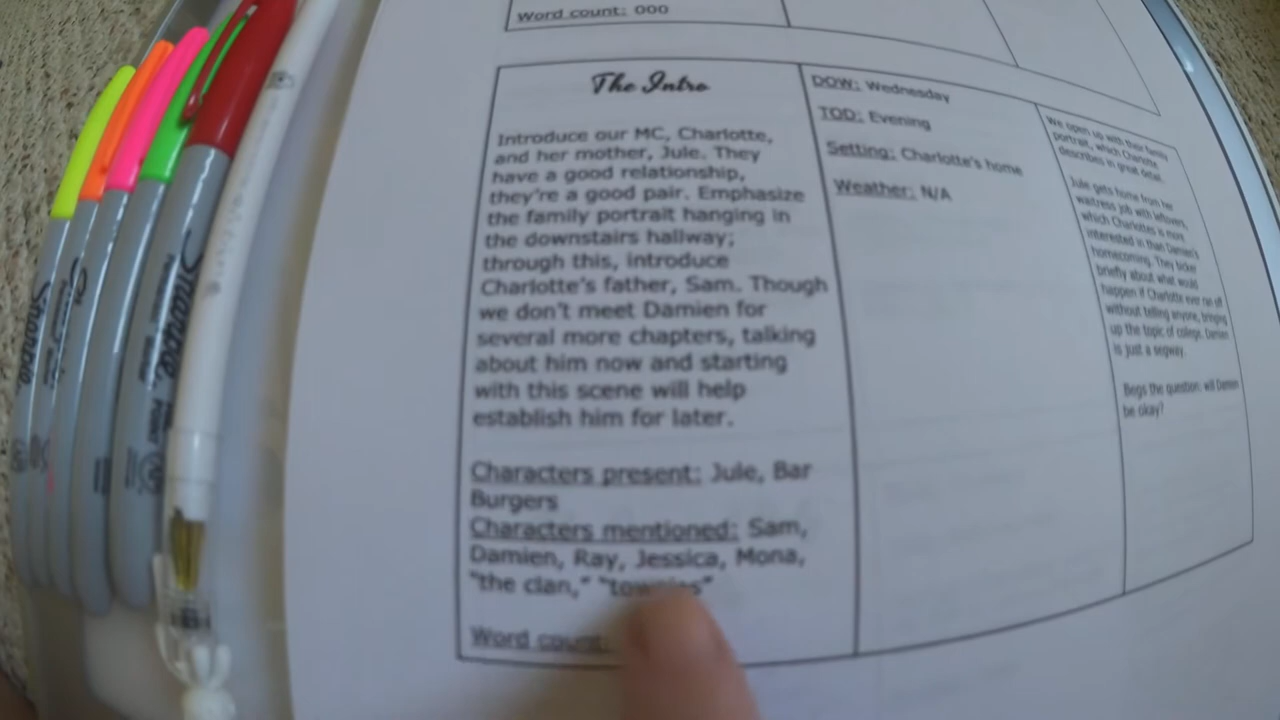 Word count: 000
The Intro
Introduce our MC, Charlotte,
and her mother, Jule. They
have a good relationship,
they're a good pair. Emphasize
the family portrait hanging in
the downstairs hallway;
through this, introduce
Charlotte's father, Sam. Though
we don't meet Damien for
several more chapters, talking
about him now and starting
with this scene will help
establish him for later.
Characters present: Jule, Bar
Burgers
Characters mentioned: Sam,
Damien, Ray, Jessica, Mona,
"the clan," "townies"
Word count:
DOW: Wednesday
TOD: Evening
Setting: Charlotte's home
Weather: N/A
We open up with their family
portrait, which Charlotte
describes in great detail.
Jule gets home from her
waitress job with leftovers,
which Charlottes is more
interested in than Damien's
homecoming. They bicker
briefly about what would
happen if Charlotte ever ran off
without telling anyone, bringing
up the topic of college. Damien
is just a segway.
Begs the question: will Damien
be okay?
Sharpie
Sharpie